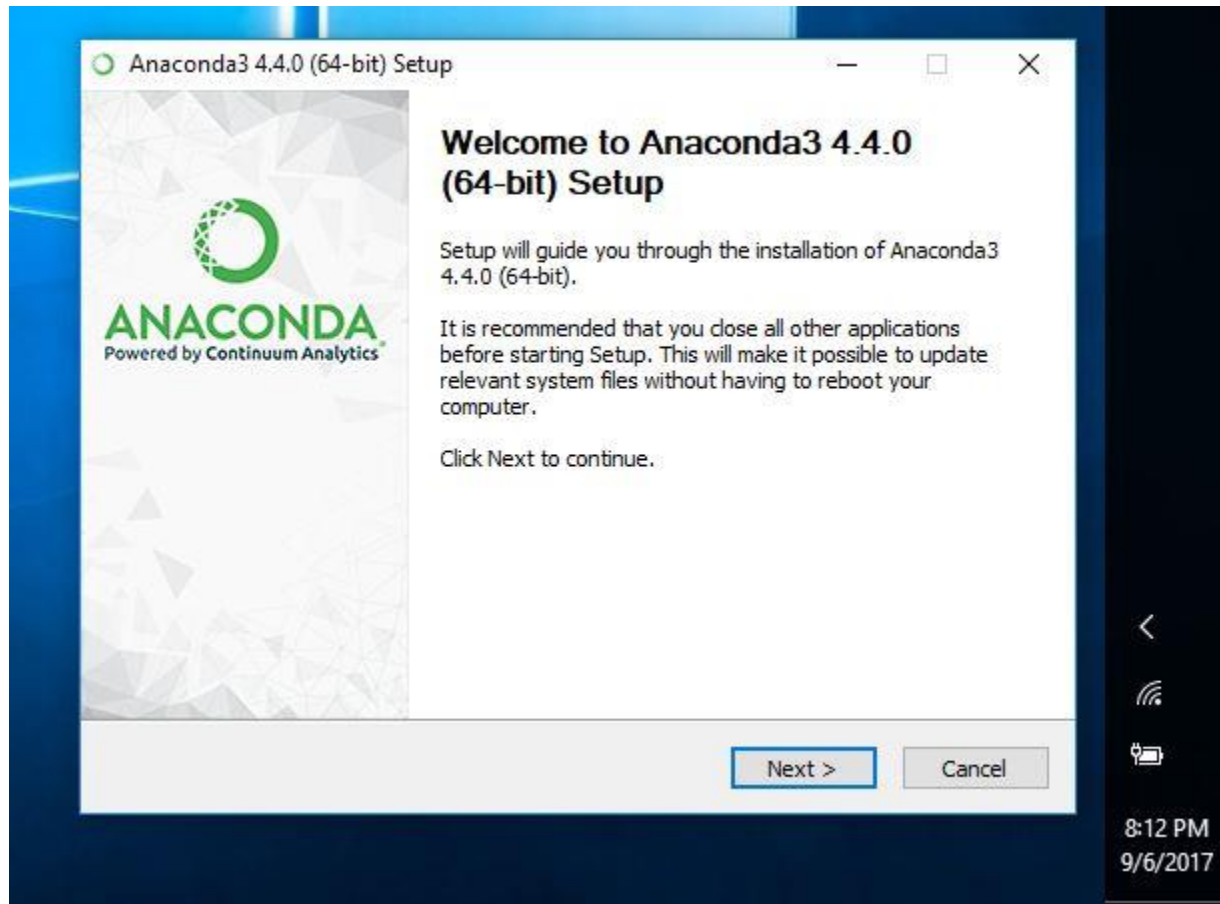 Anaconda3 4.4.0 (64-bit) Setup
ANACONDA
Powered by Continuum Analytics
Welcome to Anaconda3 4.4.0
(64-bit) Setup
Setup will guide you through the installation of Anaconda3
4.4.0 (64-bit).
It is recommended that you close all other applications
before starting Setup. This will make it possible to update
relevant system files without having to reboot your
computer.
Click Next to continue.
Next >
Cancel
8:12 PM
9/6/2017